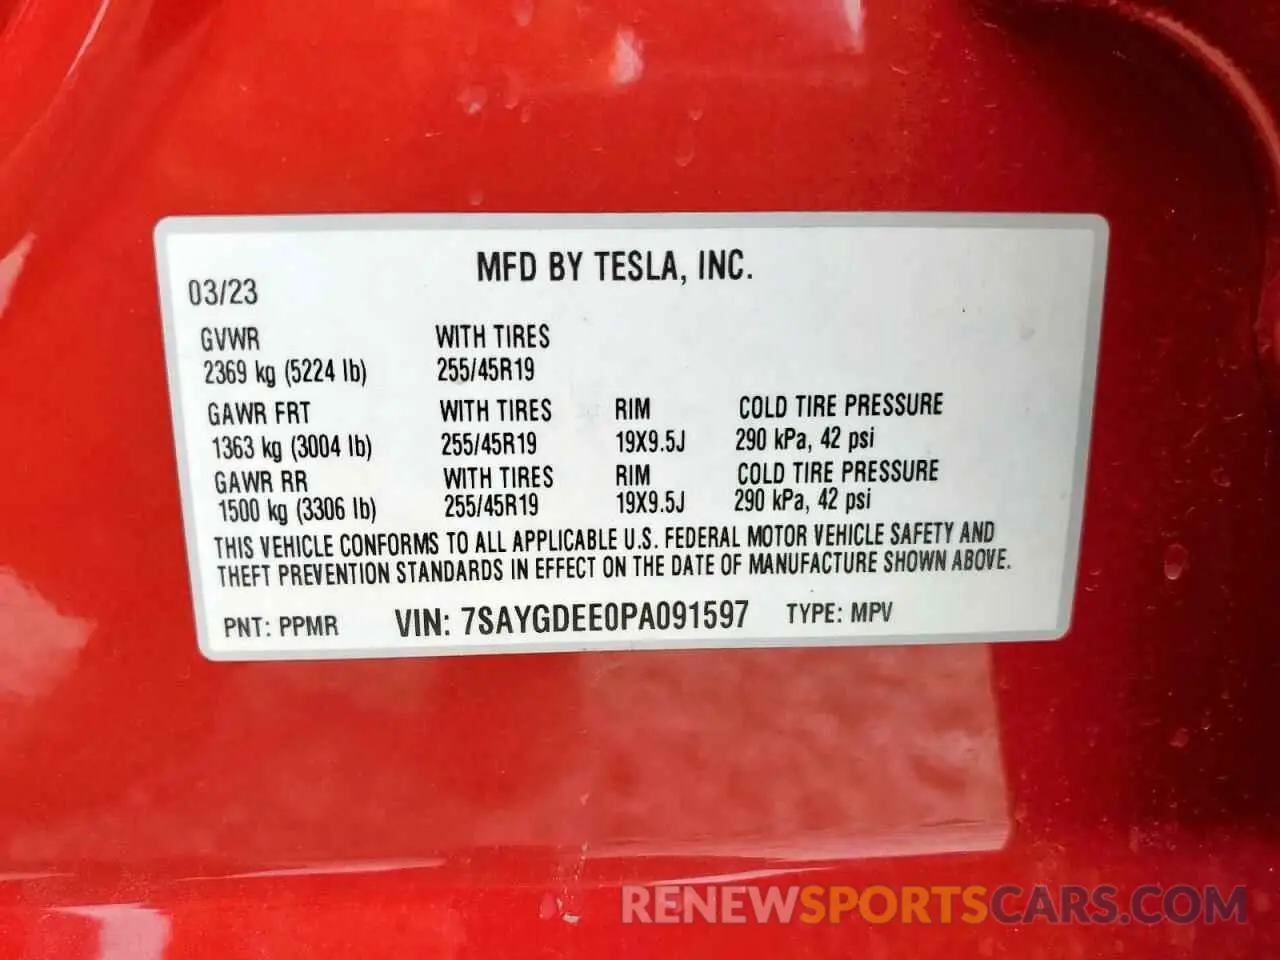 MFD BY TESLA, INC.
03/23
GVWR WITH TIRES
2369 kg (5224 lb) 255/45R19
GAWR FRT WITH TIRES RIM COLD TIRE PRESSURE
1363 kg (3004 lb) 255/45R19 19X9.5J 290 kPa, 42 psi
GAWR RR WITH TIRES RIM COLD TIRE PRESSURE
1500 kg (3306 lb) 255/45R19 19X9.5J 290 kPa, 42 psi
THIS VEHICLE CONFORMS TO ALL APPLICABLE U.S. FEDERAL MOTOR VEHICLE SAFETY AND
THEFT PREVENTION STANDARDS IN EFFECT ON THE DATE OF MANUFACTURE SHOWN ABOVE.
PNT: PPMR VIN: 7SAYGDEE0PA091597 TYPE: MPV
RENEWSPORTSCARS.COM